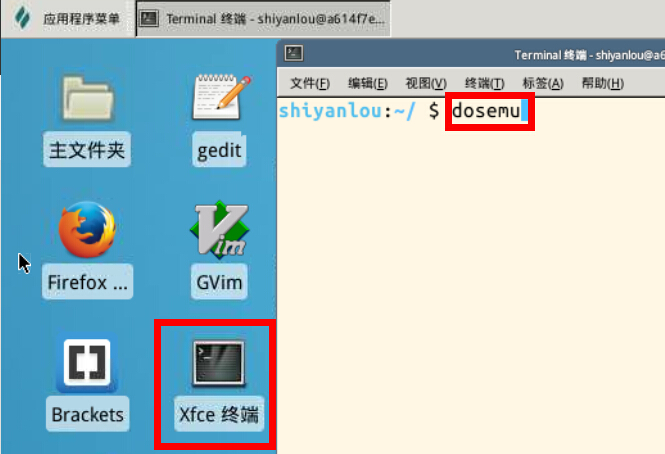 应用程序菜单
Terminal 终端 - shiyanlou@a614f7e...
Terminal 终端 - shiyanlou@a6
文件(F) 编辑(E) 视图(V) 终端(T) 标签(A) 帮助(H)
shiyanlou:~/ $ dosemu
主文件夹
gedit
Firefox ...
GVim
Brackets
Xfce 终端